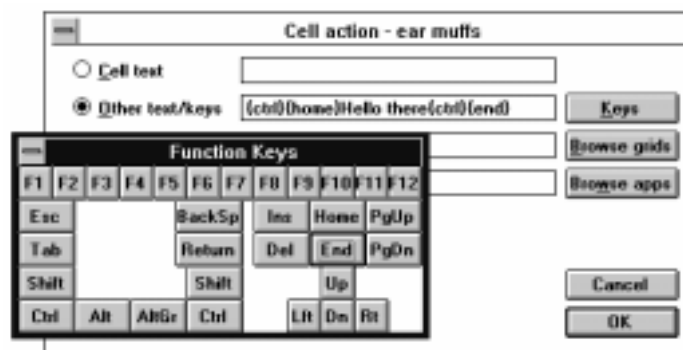 Cell action - ear muffs
Cell text
Other text/keys {ctrl}{home}Hello there{ctrl}{end} Keys
Browse grids
Browse apps
Function Keys
F1 F2 F3 F4 F5 F6 F7 F8 F9 F10 F11 F12
Esc BackSp Ins Home PgUp
Tab Return Del End PgDn
Shift Shift Up
Ctrl Alt AltGr Ctrl Lft Dn Rt
Cancel
OK